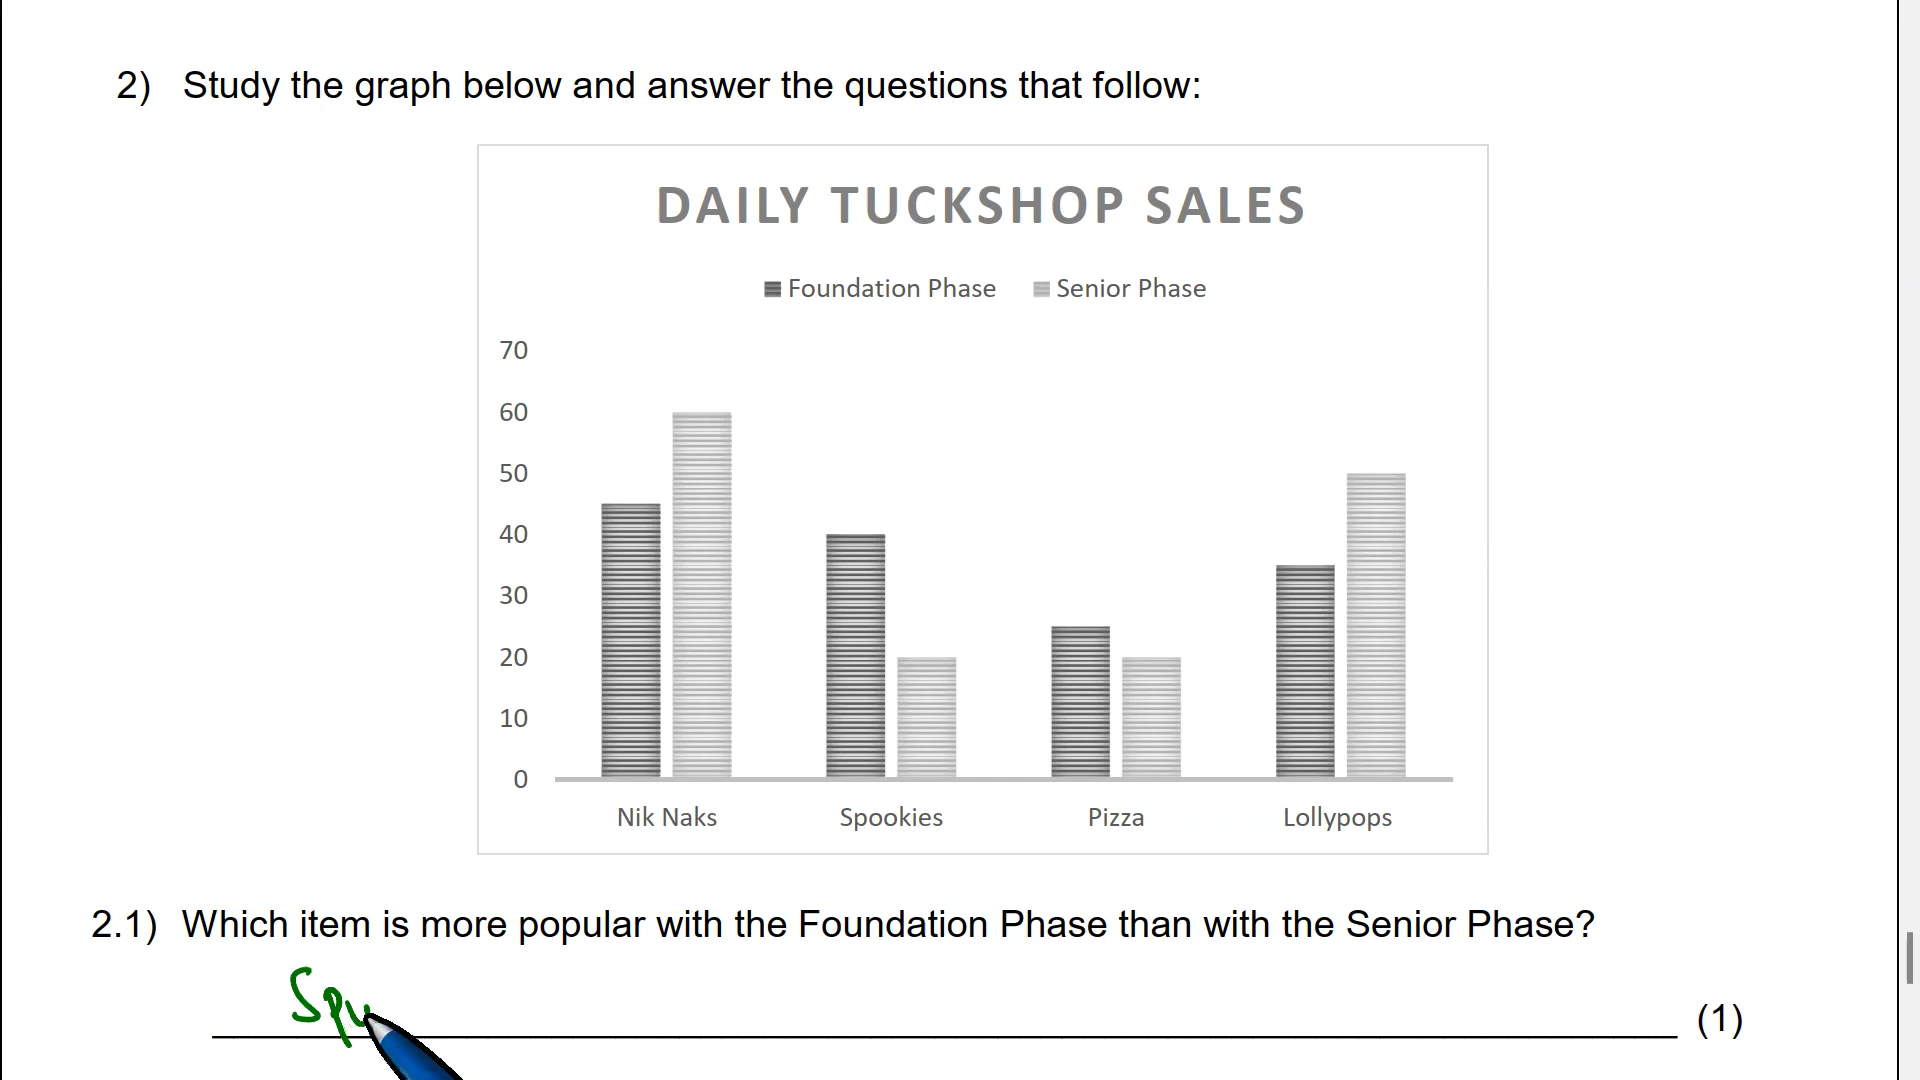 2) Study the graph below and answer the questions that follow:
DAILY TUCKSHOP SALES
Foundation Phase Senior Phase
70
60
50
40
30
20
10
0
Nik Naks Spookies Pizza Lollypops
2.1) Which item is more popular with the Foundation Phase than with the Senior Phase?
(1)